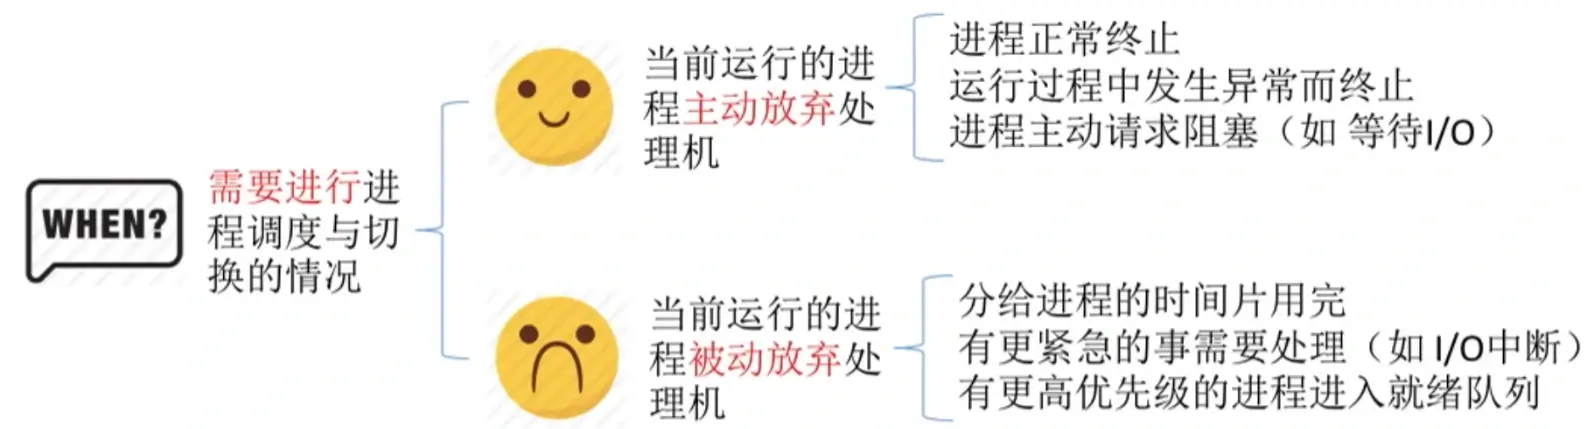 WHEN?
需要进行进
程调度与切
换的情况
当前运行的进
程主动放弃处
理机
进程正常终止
运行过程中发生异常而终止
进程主动请求阻塞（如 等待I/O）
当前运行的进
程被动放弃处
理机
分给进程的时间片用完
有更紧急的事需要处理（如 I/O中断）
有更高优先级的进程进入就绪队列